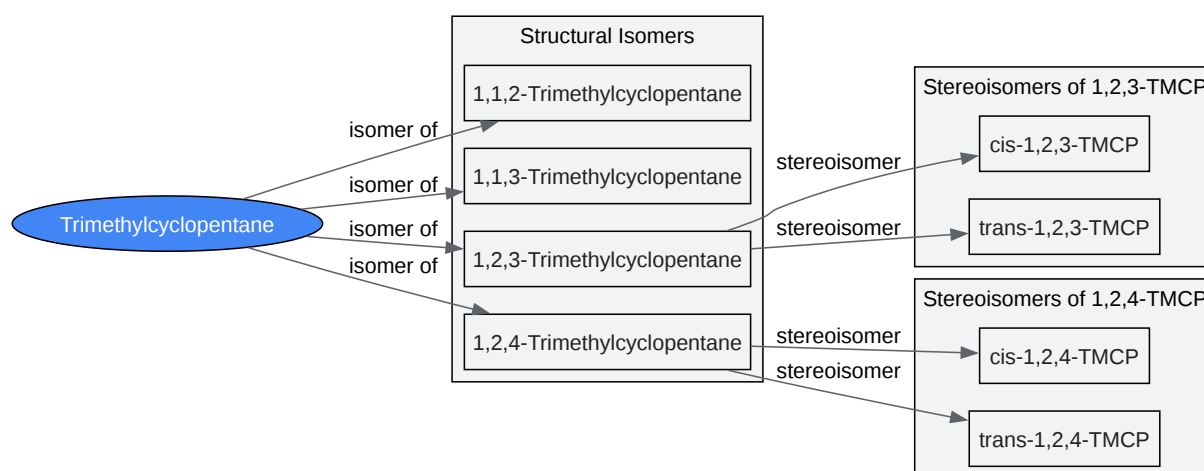 Structural Isomers
1,1,2-Trimethylcyclopentane
1,1,3-Trimethylcyclopentane
1,2,3-Trimethylcyclopentane
1,2,4-Trimethylcyclopentane
Trimethylcyclopentane
isomer of
isomer of
isomer of
isomer of
stereoisomer
stereoisomer
stereoisomer
stereoisomer
Stereoisomers of 1,2,3-TMCP
cis-1,2,3-TMCP
trans-1,2,3-TMCP
Stereoisomers of 1,2,4-TMCP
cis-1,2,4-TMCP
trans-1,2,4-TMCP